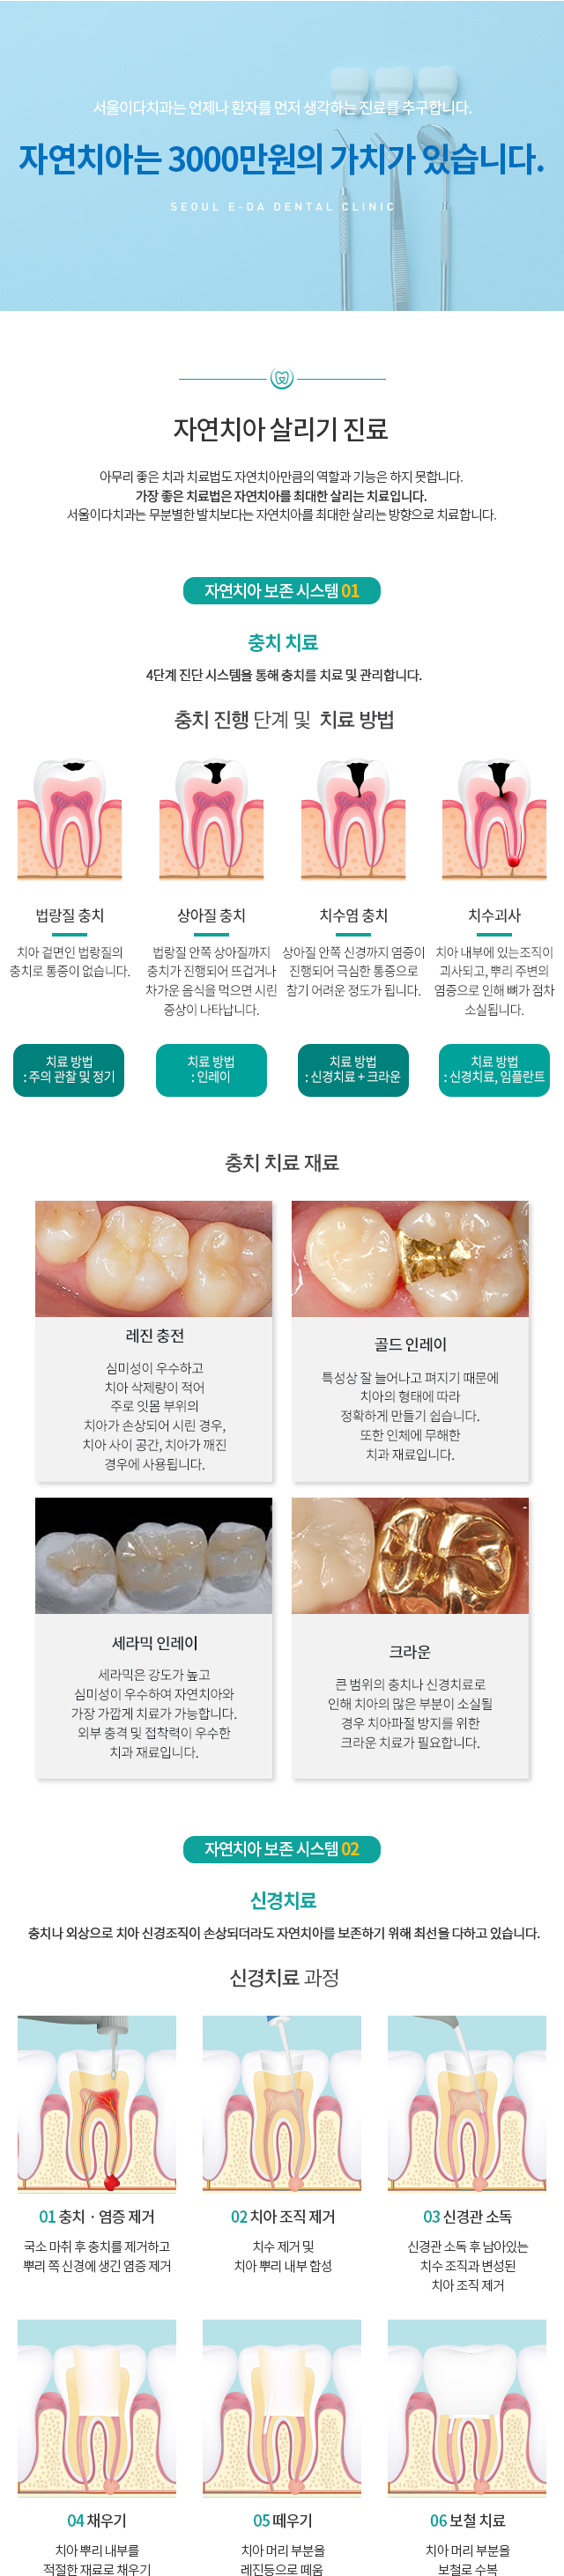 서울이다치과는 언제나 환자를 먼저 생각하는 진료를 추구합니다.
자연치아는 3000만원의 가치가 있습니다.
SEOUL E-DA DENTAL CLINIC
자연치아 살리기 진료
아무리 좋은 치과 치료법도 자연치아만큼의 역할과 기능은 하지 못합니다.
가장 좋은 치료법은 자연치아를 최대한 살리는 치료입니다.
서울이다치과는 무분별한 발치보다는 자연치아를 최대한 살리는 방향으로 치료합니다.
자연치아 보존 시스템 01
충치 치료
4단계 진단 시스템을 통해 충치를 치료 및 관리합니다.
충치 진행 단계 및 치료 방법
법랑질 충치
치아 겉면인 법랑질의
충치로 통증이 없습니다.
치료 방법
: 주의 관찰 및 정기
상아질 충치
법랑질 안쪽 상아질까지
충치가 진행되어 뜨겁거나
차가운 음식을 먹으면 시린
증상이 나타납니다.
치료 방법
: 인레이
치수염 충치
상아질 안쪽 신경까지 염증이
진행되어 극심한 통증으로
참기 어려운 정도가 됩니다.
치료 방법
: 신경치료 + 크라운
치수괴사
치아 내부에 있는조직이
괴사되고, 뿌리 주변의
염증으로 인해 뼈가 점차
소실됩니다.
치료 방법
: 신경치료, 임플란트
충치 치료 재료
레진 충전
심미성이 우수하고
치아 삭제량이 적어
주로 잇몸 부위의
치아가 손상되어 시린 경우,
치아 사이 공간, 치아가 깨진
경우에 사용됩니다.
골드 인레이
특성상 잘 늘어나고 펴지기 때문에
치아의 형태에 따라
정확하게 만들기 쉽습니다.
또한 인체에 무해한
치과 재료입니다.
세라믹 인레이
세라믹은 강도가 높고
심미성이 우수하여 자연치아와
가장 가깝게 치료가 가능합니다.
외부 충격 및 접착력이 우수한
치과 재료입니다.
크라운
큰 범위의 충치나 신경치료로
인해 치아의 많은 부분이 소실될
경우 치아파절 방지를 위한
크라운 치료가 필요합니다.
자연치아 보존 시스템 02
신경치료
충치나 외상으로 치아 신경조직이 손상되더라도 자연치아를 보존하기 위해 최선을 다하고 있습니다.
신경치료 과정
01 충치 · 염증 제거
국소 마취 후 충치를 제거하고
뿌리 쪽 신경에 생긴 염증 제거
02 치아 조직 제거
치수 제거 및
치아 뿌리 내부 합성
03 신경관 소독
신경관 소독 후 남아있는
치수 조직과 변성된
치아 조직 제거
04 채우기
치아 뿌리 내부를
적절한 재료로 채우기
05 떼우기
치아 머리 부분을
레진등으로 떼움
06 보철 치료
치아 머리 부분을
보철로 수복